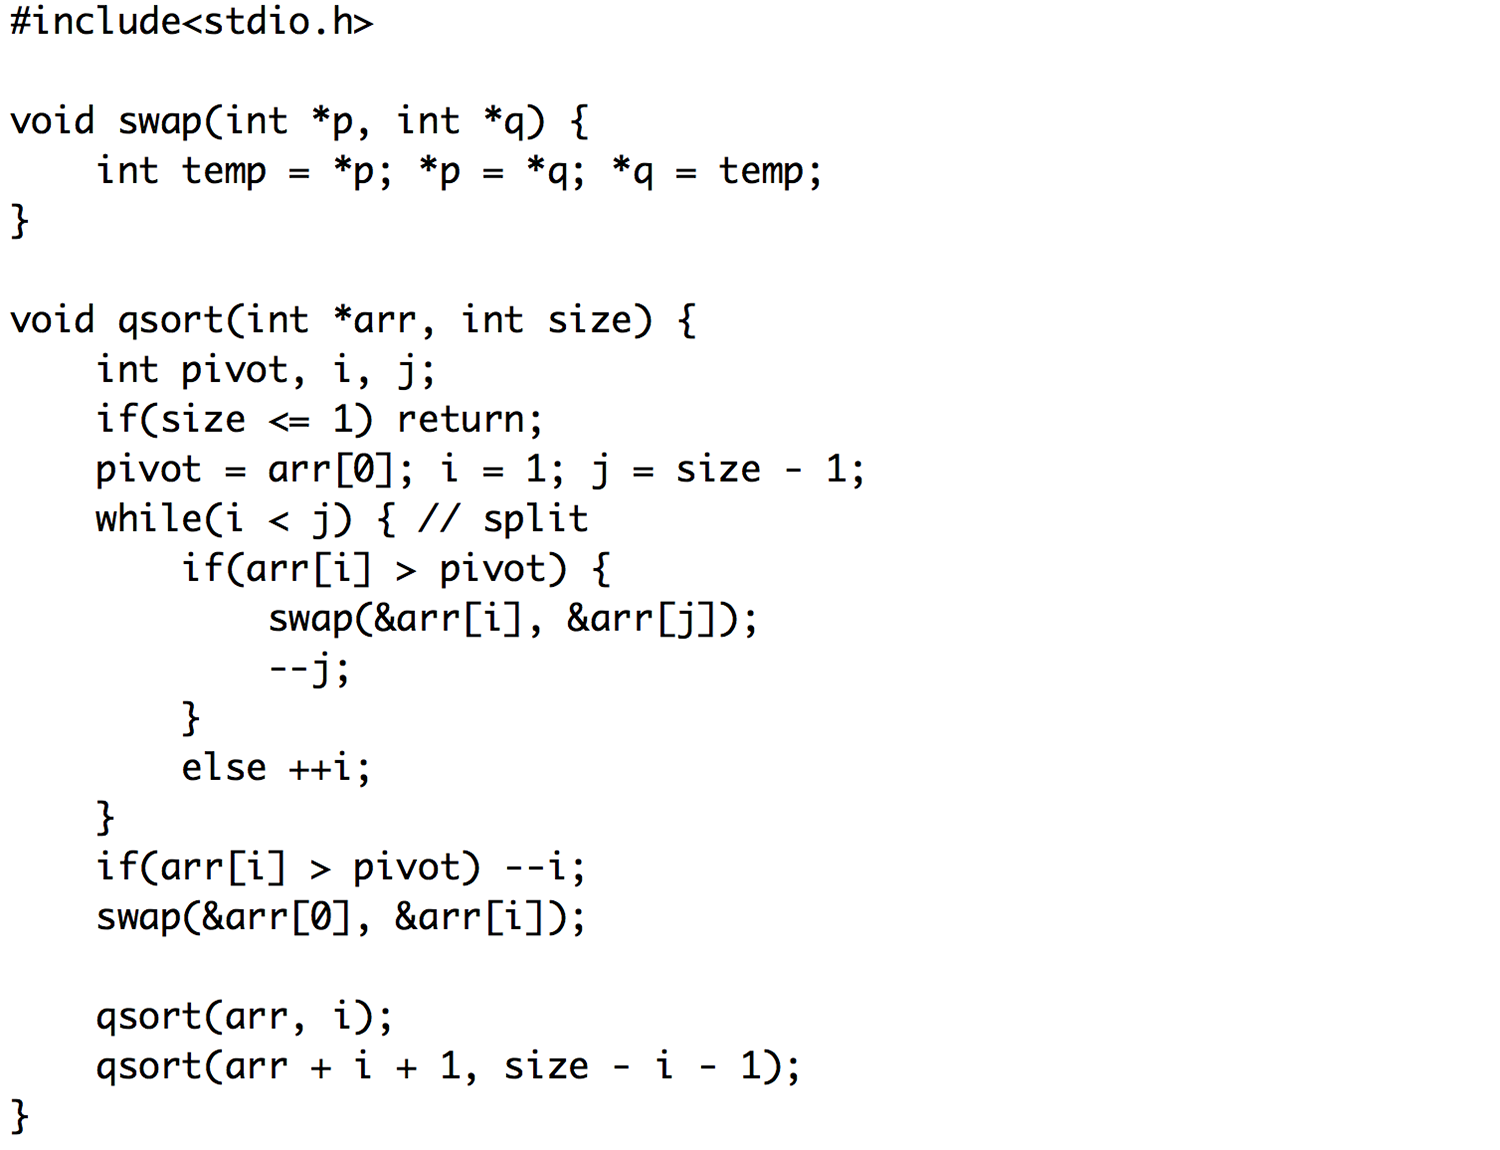 #include<stdio.h>

void swap(int *p, int *q) {
    int temp = *p; *p = *q; *q = temp;
}

void qsort(int *arr, int size) {
    int pivot, i, j;
    if(size <= 1) return;
    pivot = arr[0]; i = 1; j = size - 1;
    while(i < j) { // split
        if(arr[i] > pivot) {
            swap(&arr[i], &arr[j]);
            --j;
        }
        else ++i;
    }
    if(arr[i] > pivot) --i;
    swap(&arr[0], &arr[i]);

    qsort(arr, i);
    qsort(arr + i + 1, size - i - 1);
}